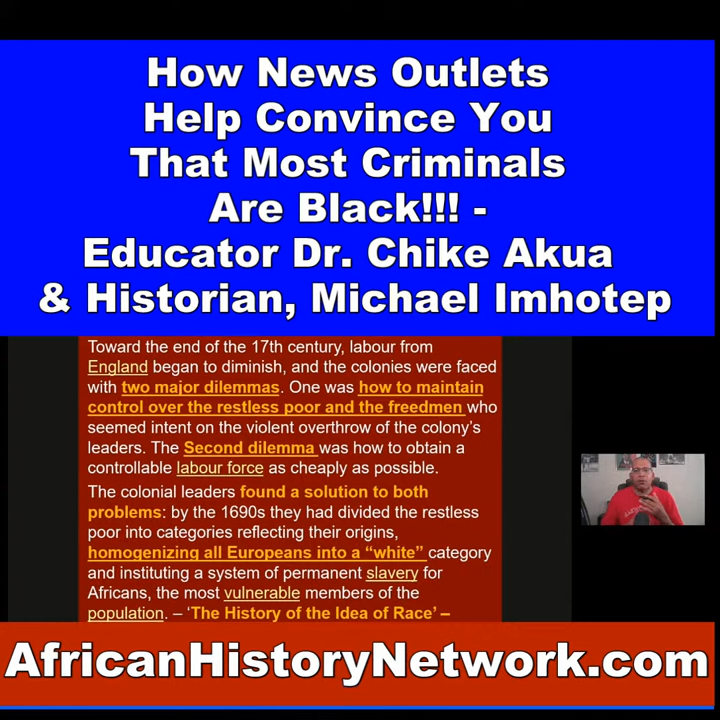 How News Outlets
Help Convince You
That Most Criminals
Are Black!!! -
Educator Dr. Chike Akua
& Historian, Michael Imhotep
Toward the end of the 17th century, labour from
England began to diminish, and the colonies were faced
with two major dilemmas. One was how to maintain
control over the restless poor and the freedmen who
seemed intent on the violent overthrow of the colony's
leaders. The Second dilemma was how to obtain a
controllable labour force as cheaply as possible.
The colonial leaders found a solution to both
problems: by the 1690s they had divided the restless
poor into categories reflecting their origins,
homogenizing all Europeans into a “white” category
and instituting a system of permanent slavery for
Africans, the most vulnerable members of the
population. – ‘The History of the Idea of Race’ –
AfricanHistoryNetwork.com